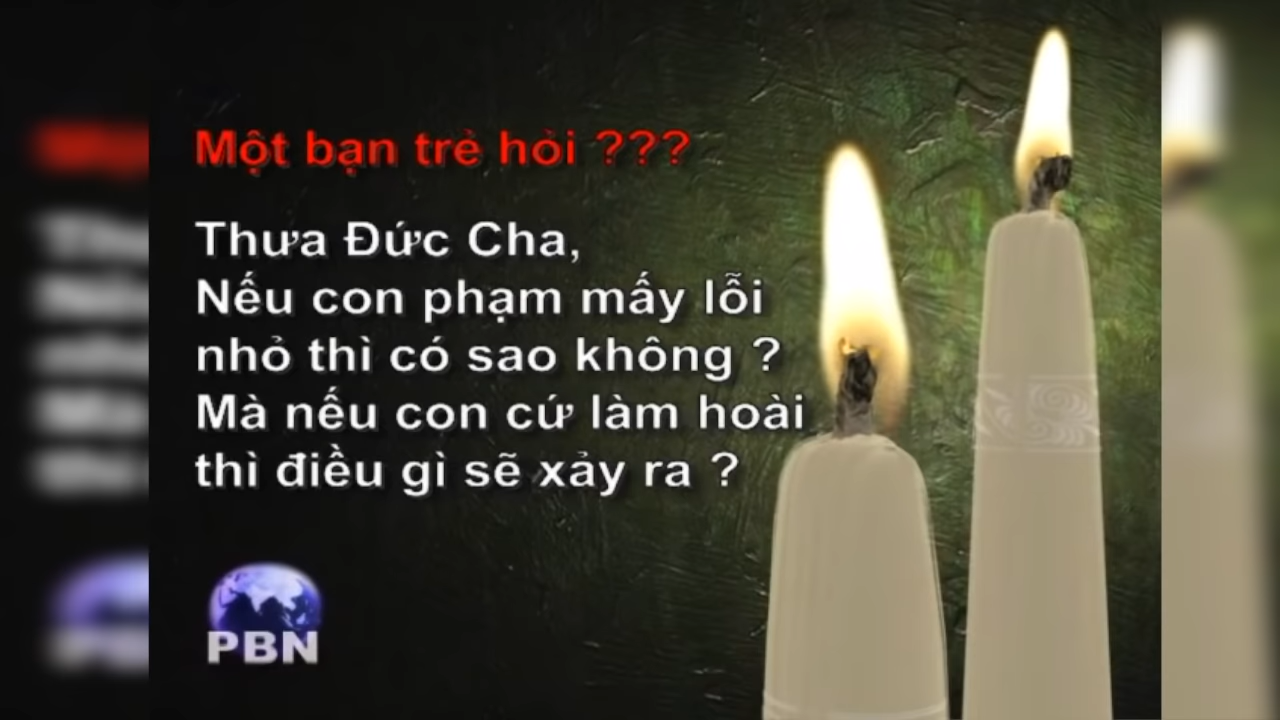 Một bạn trẻ hỏi ???
Thưa Đức Cha,
Nếu con phạm mấy lỗi
nhỏ thì có sao không ?
Mà nếu con cứ làm hoài
thì điều gì sẽ xảy ra ?
PBN